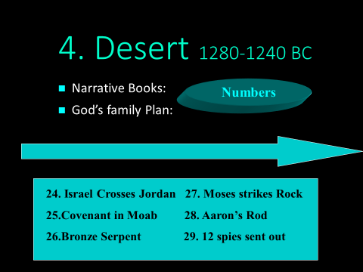 4. Desert 1280-1240 BC
Narrative Books:
Numbers
God's family Plan:
24. Israel Crosses Jordan 27. Moses strikes Rock
25.Covenant in Moab 28. Aaron's Rod
26.Bronze Serpent 29. 12 spies sent out